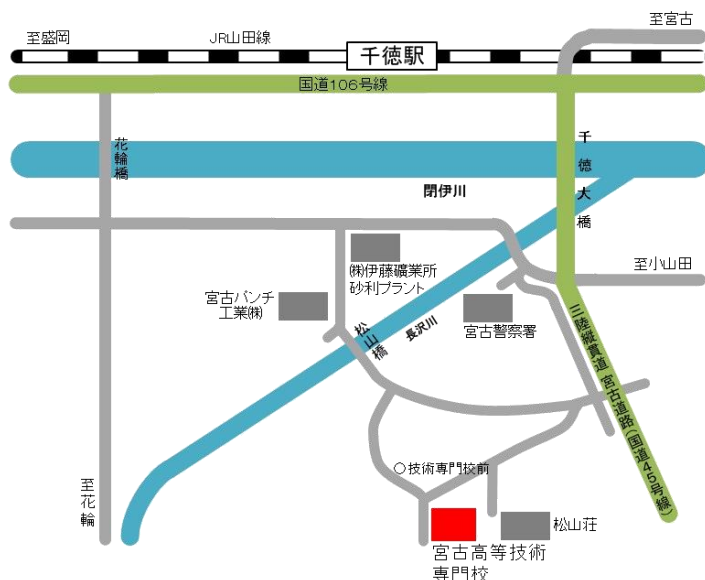 至宮古
至盛岡
JR山田線
千徳駅
国道106号線
花輪橋
千徳大橋
閉伊川
㈱伊藤礦業所
砂利プラント
至小山田
宮古パンチ
工業㈱
松山橋
長沢川
宮古警察署
三陸縦貫道 宮古道路(国道45号線)
○技術専門校前
至花輪
松山荘
宮古高等技術
専門校